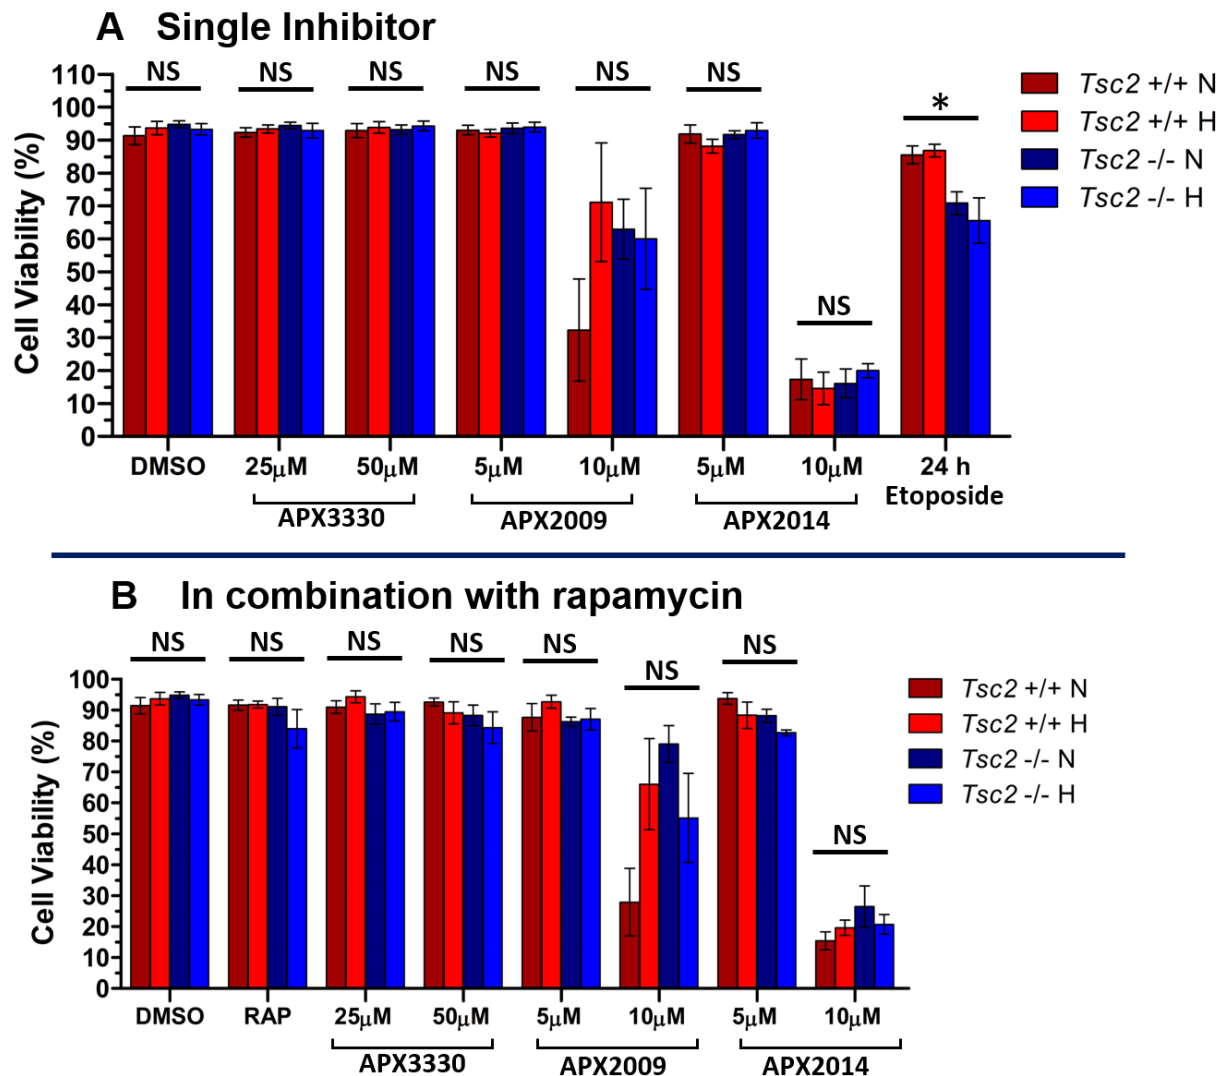 A Single Inhibitor
NS NS NS NS NS NS NS *
Cell Viability (%)
110
100
90
80
70
60
50
40
30
20
10
0
DMSO 25µM 50µM 5µM 10µM 5µM 10µM 24 h
Etoposide
APX3330 APX2009 APX2014
Tsc2 +/+ N
Tsc2 +/+ H
Tsc2 -/- N
Tsc2 -/- H
B In combination with rapamycin
NS NS NS NS NS NS NS NS
Cell Viability (%)
100
90
80
70
60
50
40
30
20
10
0
DMSO RAP 25µM 50µM 5µM 10µM 5µM 10µM
APX3330 APX2009 APX2014
Tsc2 +/+ N
Tsc2 +/+ H
Tsc2 -/- N
Tsc2 -/- H